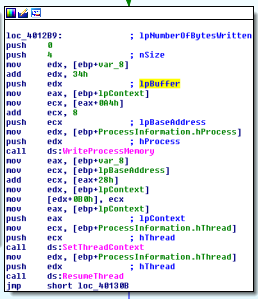 loc_4012B9: ; lpNumberOfBytesWritten
push 0
push 4 ; nSize
mov edx, [ebp+var_8]
add edx, 34h
push edx ; lpBuffer
mov eax, [ebp+lpContext]
mov ecx, [eax+0A4h]
add ecx, 8
push ecx ; lpBaseAddress
mov edx, [ebp+ProcessInformation.hProcess]
push edx ; hProcess
call ds:WriteProcessMemory
mov eax, [ebp+var_8]
mov ecx, [ebp+lpBaseAddress]
add ecx, [eax+28h]
mov edx, [ebp+lpContext]
mov [edx+0B0h], ecx
mov eax, [ebp+lpContext]
push eax ; lpContext
mov ecx, [ebp+ProcessInformation.hThread]
push ecx ; hThread
call ds:SetThreadContext
mov edx, [ebp+ProcessInformation.hThread]
push edx ; hThread
call ds:ResumeThread
jmp short loc_40130B